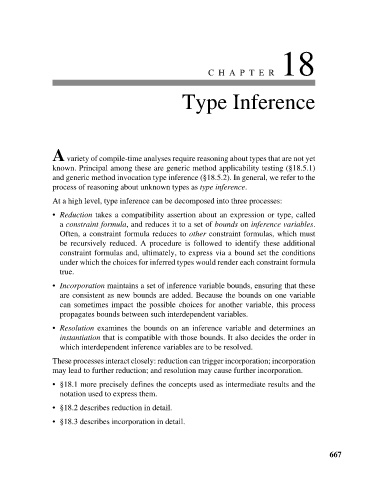 CHAPTER 18
Type Inference
A variety of compile-time analyses require reasoning about types that are not yet
known. Principal among these are generic method applicability testing (§18.5.1)
and generic method invocation type inference (§18.5.2). In general, we refer to the
process of reasoning about unknown types as type inference.
At a high level, type inference can be decomposed into three processes:
• Reduction takes a compatibility assertion about an expression or type, called
a constraint formula, and reduces it to a set of bounds on inference variables.
Often, a constraint formula reduces to other constraint formulas, which must
be recursively reduced. A procedure is followed to identify these additional
constraint formulas and, ultimately, to express via a bound set the conditions
under which the choices for inferred types would render each constraint formula
true.
• Incorporation maintains a set of inference variable bounds, ensuring that these
are consistent as new bounds are added. Because the bounds on one variable
can sometimes impact the possible choices for another variable, this process
propagates bounds between such interdependent variables.
• Resolution examines the bounds on an inference variable and determines an
instantiation that is compatible with those bounds. It also decides the order in
which interdependent inference variables are to be resolved.
These processes interact closely: reduction can trigger incorporation; incorporation
may lead to further reduction; and resolution may cause further incorporation.
• §18.1 more precisely defines the concepts used as intermediate results and the
notation used to express them.
• §18.2 describes reduction in detail.
• §18.3 describes incorporation in detail.
667